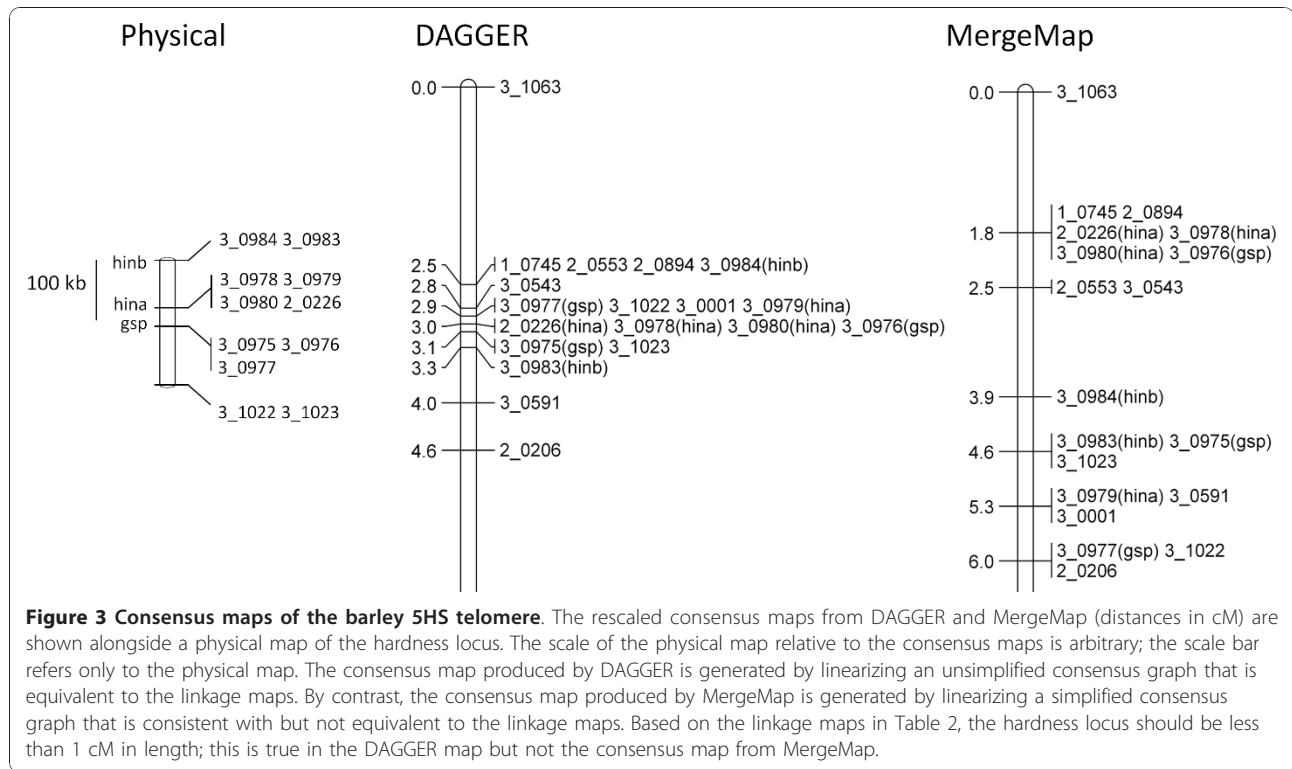 Physical
DAGGER
MergeMap
100 kb
hinb
hina
gsp
3_0984 3_0983
3_0978 3_0979
3_0980 2_0226
3_0975 3_0976
3_0977
3_1022 3_1023
0.0 3_1063
2.5 1_0745 2_0553 2_0894 3_0984(hinb)
2.8 3_0543
2.9 3_0977(gsp) 3_1022 3_0001 3_0979(hina)
3.0 2_0226(hina) 3_0978(hina) 3_0980(hina) 3_0976(gsp)
3.1 3_0975(gsp) 3_1023
3.3 3_0983(hinb)
4.0 3_0591
4.6 2_0206
0.0 3_1063
1_0745 2_0894
1.8 2_0226(hina) 3_0978(hina)
3_0980(hina) 3_0976(gsp)
2.5 2_0553 3_0543
3.9 3_0984(hinb)
4.6 3_0983(hinb) 3_0975(gsp)
3_1023
5.3 3_0979(hina) 3_0591
3_0001
6.0 3_0977(gsp) 3_1022
2_0206
Figure 3 Consensus maps of the barley 5HS telomere. The rescaled consensus maps from DAGGER and MergeMap (distances in cM) are
shown alongside a physical map of the hardness locus. The scale of the physical map relative to the consensus maps is arbitrary; the scale bar
refers only to the physical map. The consensus map produced by DAGGER is generated by linearizing an unsimplified consensus graph that is
equivalent to the linkage maps. By contrast, the consensus map produced by MergeMap is generated by linearizing a simplified consensus
graph that is consistent with but not equivalent to the linkage maps. Based on the linkage maps in Table 2, the hardness locus should be less
than 1 cM in length; this is true in the DAGGER map but not the consensus map from MergeMap.